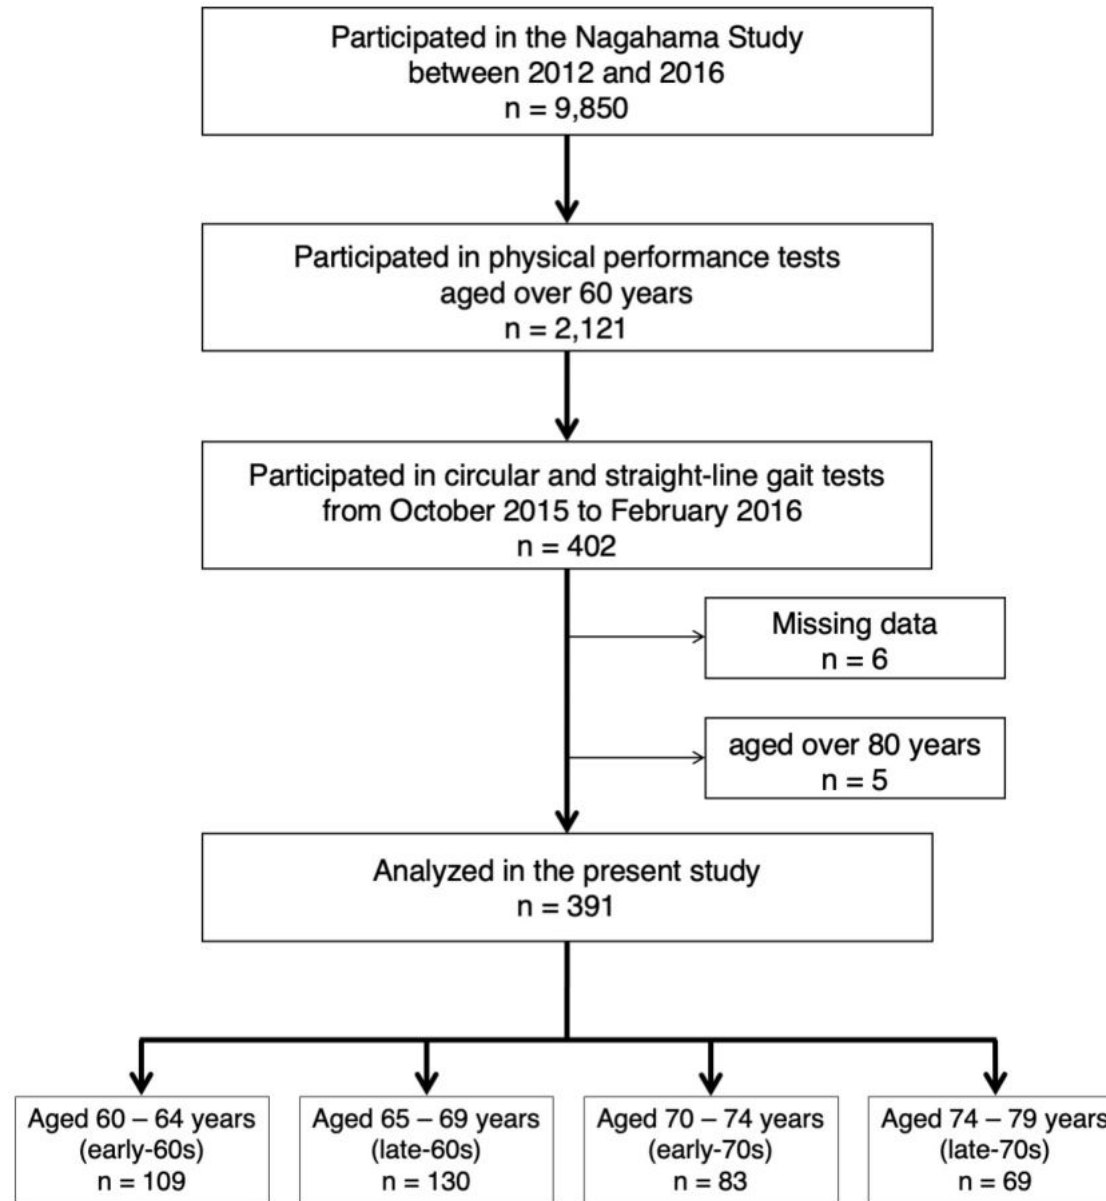 Participated in the Nagahama Study
between 2012 and 2016
n = 9,850
Participated in physical performance tests
aged over 60 years
n = 2,121
Participated in circular and straight-line gait tests
from October 2015 to February 2016
n = 402
Missing data
n = 6
aged over 80 years
n = 5
Analyzed in the present study
n = 391
Aged 60 – 64 years
(early-60s)
n = 109
Aged 65 – 69 years
(late-60s)
n = 130
Aged 70 – 74 years
(early-70s)
n = 83
Aged 74 – 79 years
(late-70s)
n = 69